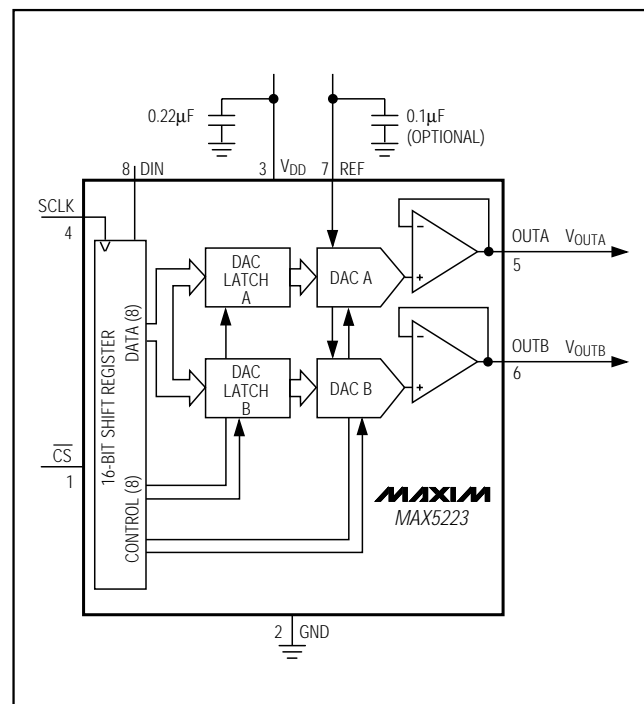 0.22µF
0.1µF
(OPTIONAL)
8 DIN
3 VDD
7 REF
SCLK
4
DAC
LATCH
A
DAC A
OUTA VOUTA
5
DATA (8)
16-BIT SHIFT REGISTER
DAC
LATCH
B
DAC B
OUTB VOUTB
6
CS
1
CONTROL (8)
MAXIM
MAX5223
2 GND